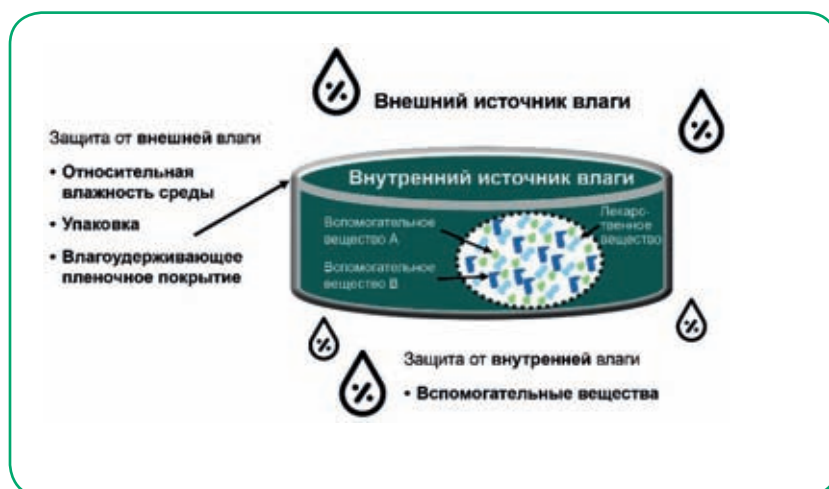 Внешний источник влаги
Защита от внешней влаги
• Относительная
влажность среды
• Упаковка
• Влагоудерживающее
пленочное покрытие
Внутренний источник влаги
Вспомогательное
вещество А
Вспомогательное
вещество В
Лекарс-
твенное
вещество
Защита от внутренней влаги
• Вспомогательные вещества
%
%
%
%
%